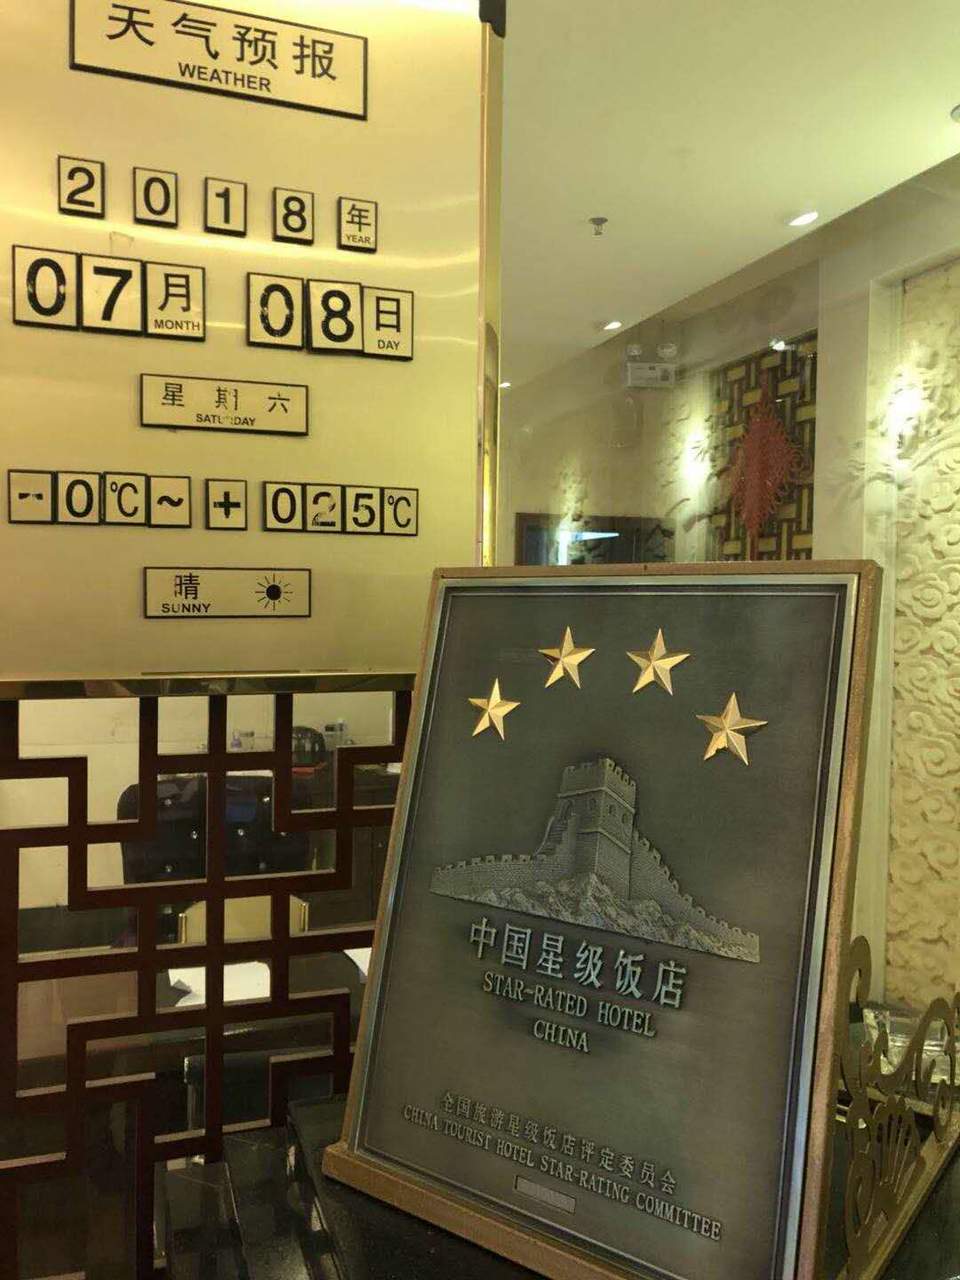 天气预报
WEATHER
2018年
YEAR
07月 08日
MONTH DAY
星期六
SATURDAY
-0℃~+025℃
晴
SUNNY
中国星级饭店
STAR-RATED HOTEL
CHINA
全国旅游星级饭店评定委员会
CHINA TOURIST HOTEL STAR-RATING COMMITTEE